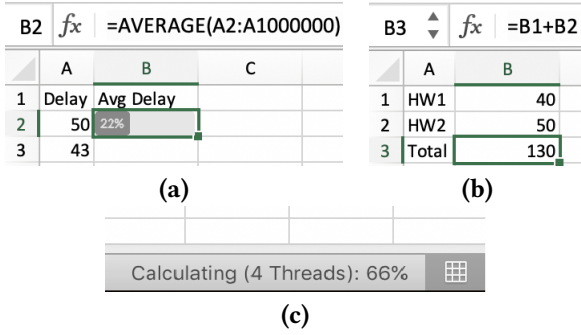 B2 fx =AVERAGE(A2:A1000000)
A B C
1 Delay Avg Delay
2 50 22%
3 43
(a)
B3 fx =B1+B2
A B
1 HW1 40
2 HW2 50
3 Total 130
(b)
Calculating (4 Threads): 66%
(c)